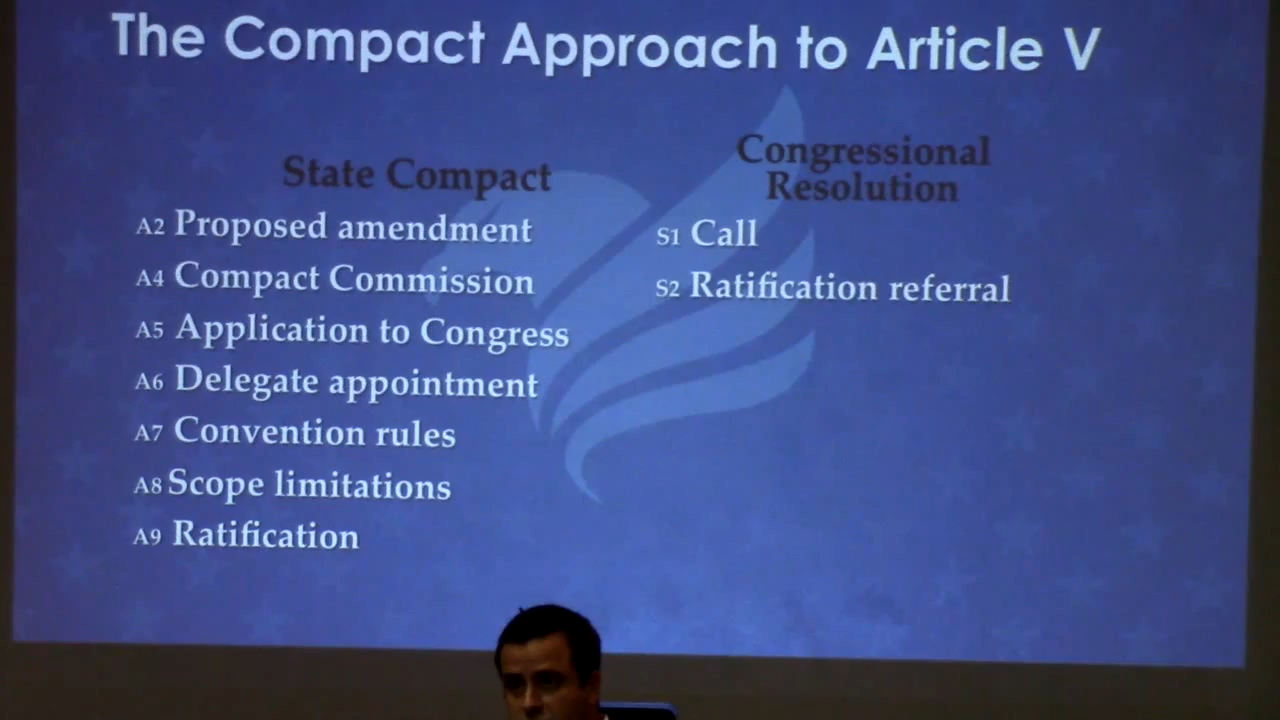 The Compact Approach to Article V
State Compact
A2 Proposed amendment
A4 Compact Commission
A5 Application to Congress
A6 Delegate appointment
A7 Convention rules
A8 Scope limitations
A9 Ratification
Congressional
Resolution
S1 Call
S2 Ratification referral